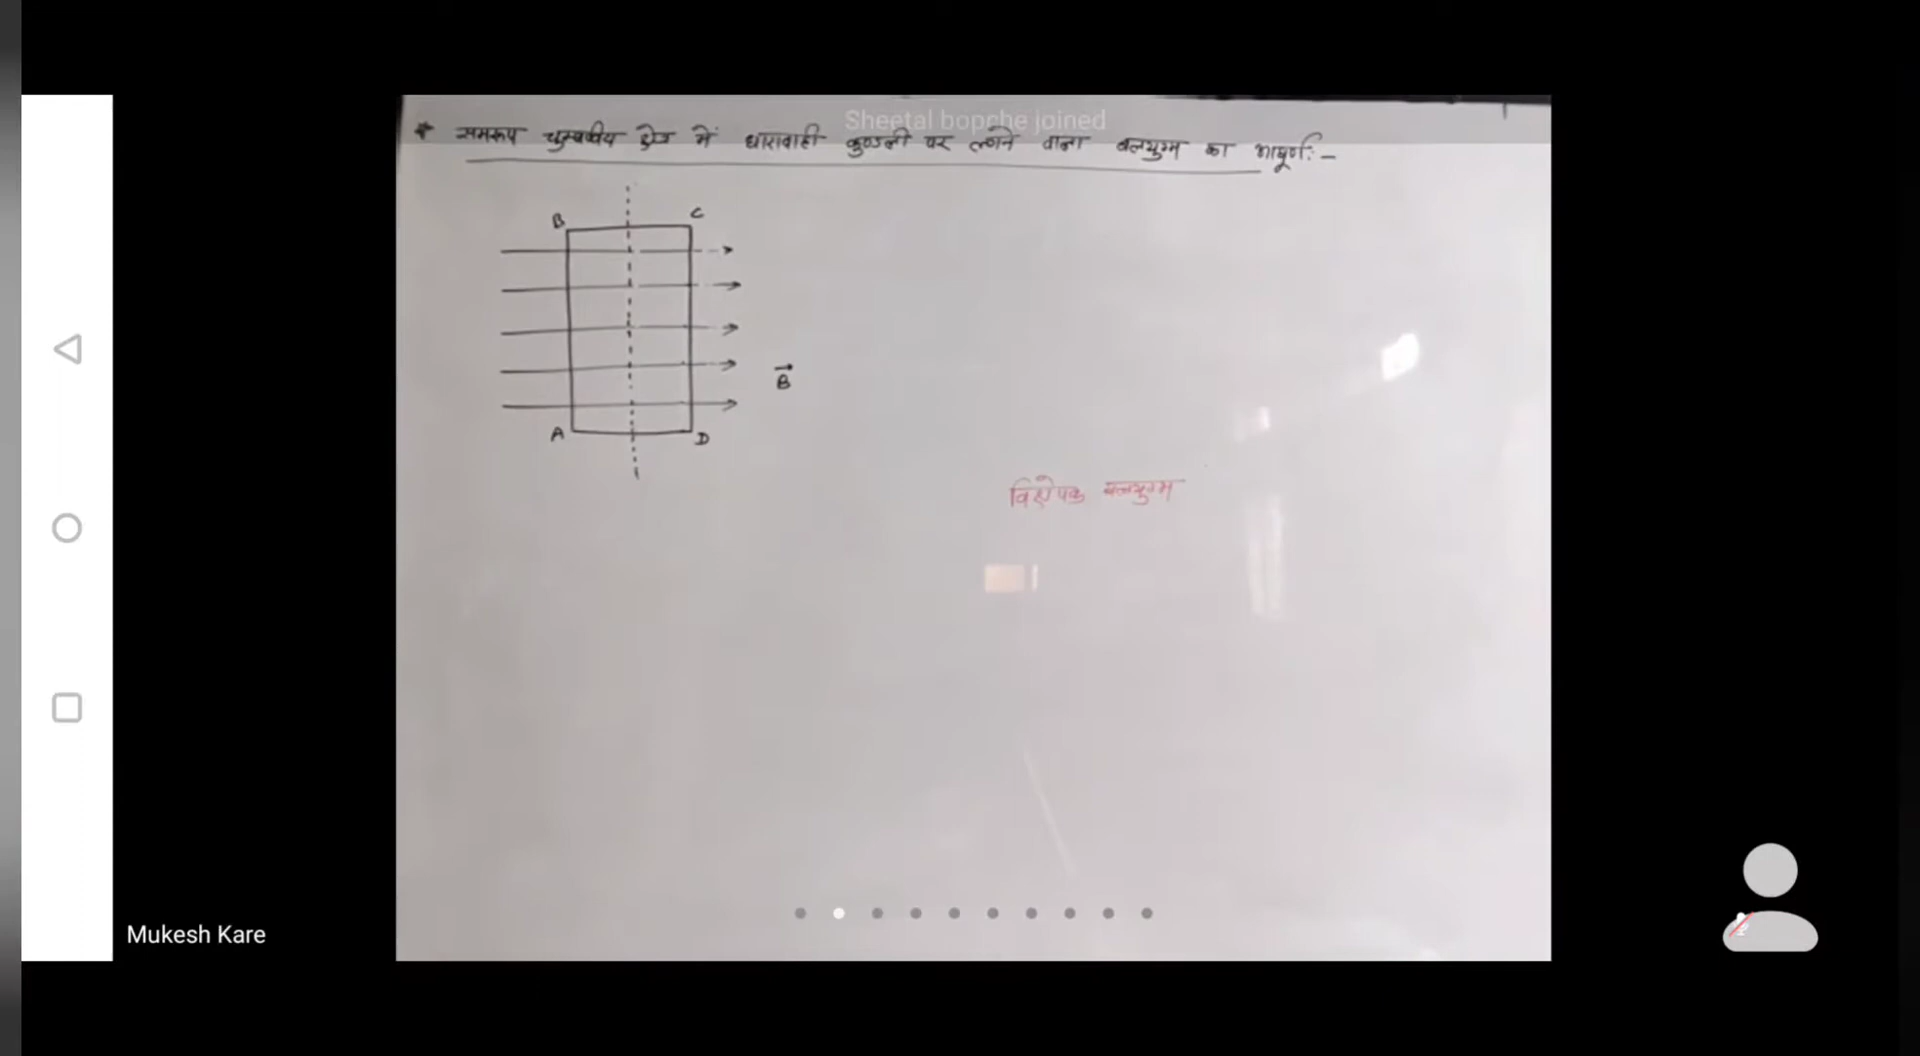 Sheetal bopche joined
* समरूप चुम्बकीय क्षेत्र में धारावाही कुण्डली पर लगने वाला बलयुग्म का आघूर्ण:-
B C
B⃗
A D
विक्षेपक बलयुग्म
Mukesh Kare